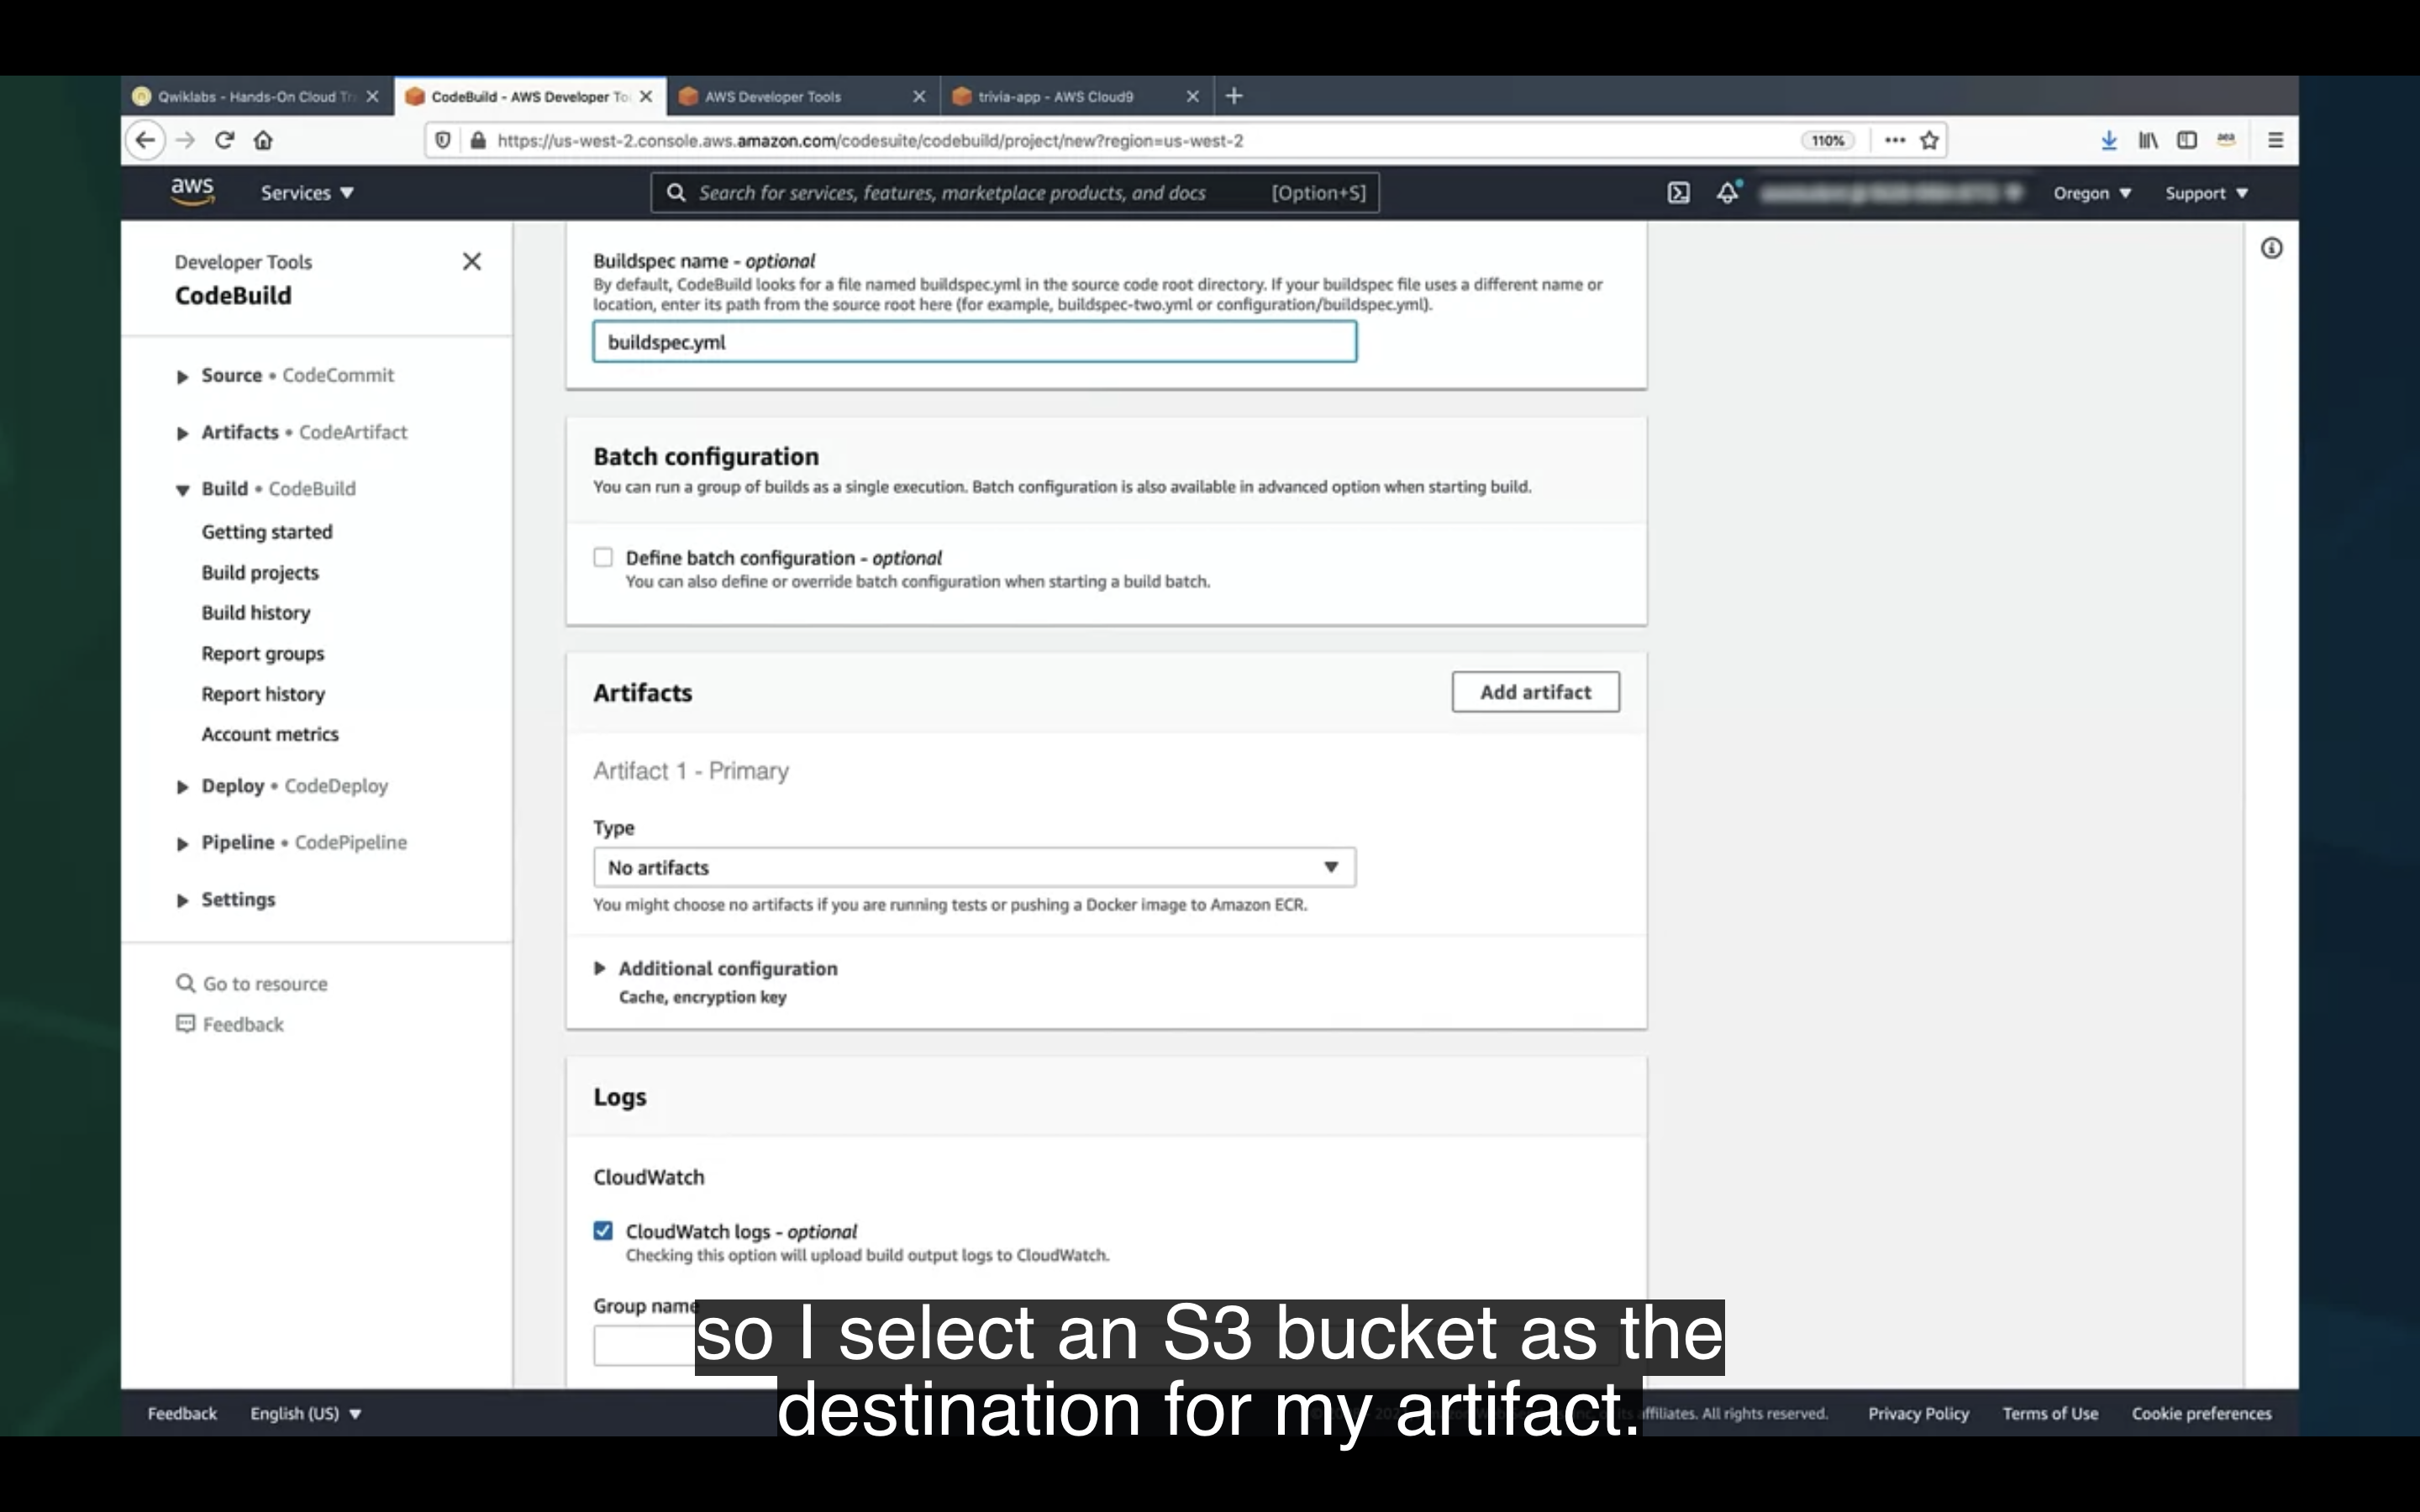 Qwiklabs - Hands-On Cloud Tr
CodeBuild - AWS Developer To
AWS Developer Tools
trivia-app - AWS Cloud9
https://us-west-2.console.aws.amazon.com/codesuite/codebuild/project/new?region=us-west-2
110%
aws
Services
Search for services, features, marketplace products, and docs
[Option+S]
Oregon
Support
Developer Tools
CodeBuild
Source • CodeCommit
Artifacts • CodeArtifact
Build • CodeBuild
Getting started
Build projects
Build history
Report groups
Report history
Account metrics
Deploy • CodeDeploy
Pipeline • CodePipeline
Settings
Go to resource
Feedback
Buildspec name - optional
By default, CodeBuild looks for a file named buildspec.yml in the source code root directory. If your buildspec file uses a different name or
location, enter its path from the source root here (for example, buildspec-two.yml or configuration/buildspec.yml).
buildspec.yml
Batch configuration
You can run a group of builds as a single execution. Batch configuration is also available in advanced option when starting build.
Define batch configuration - optional
You can also define or override batch configuration when starting a build batch.
Artifacts
Add artifact
Artifact 1 - Primary
Type
No artifacts
You might choose no artifacts if you are running tests or pushing a Docker image to Amazon ECR.
Additional configuration
Cache, encryption key
Logs
CloudWatch
CloudWatch logs - optional
Checking this option will upload build output logs to CloudWatch.
Group name
so I select an S3 bucket as the
destination for my artifact.
Feedback
English (US)
affiliates. All rights reserved.
Privacy Policy
Terms of Use
Cookie preferences